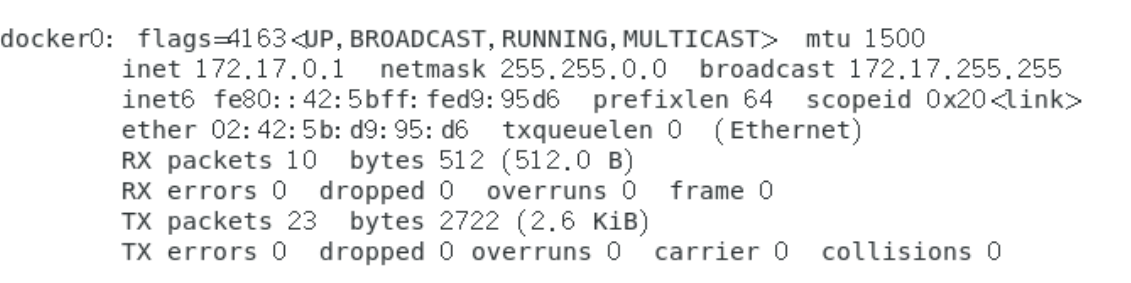 docker0: flags=4163<UP,BROADCAST,RUNNING,MULTICAST> mtu 1500
inet 172.17.0.1 netmask 255.255.0.0 broadcast 172.17.255.255
inet6 fe80::42:5bff:fed9:95d6 prefixlen 64 scopeid 0x20<link>
ether 02:42:5b:d9:95:d6 txqueuelen 0 (Ethernet)
RX packets 10 bytes 512 (512.0 B)
RX errors 0 dropped 0 overruns 0 frame 0
TX packets 23 bytes 2722 (2.6 KiB)
TX errors 0 dropped 0 overruns 0 carrier 0 collisions 0